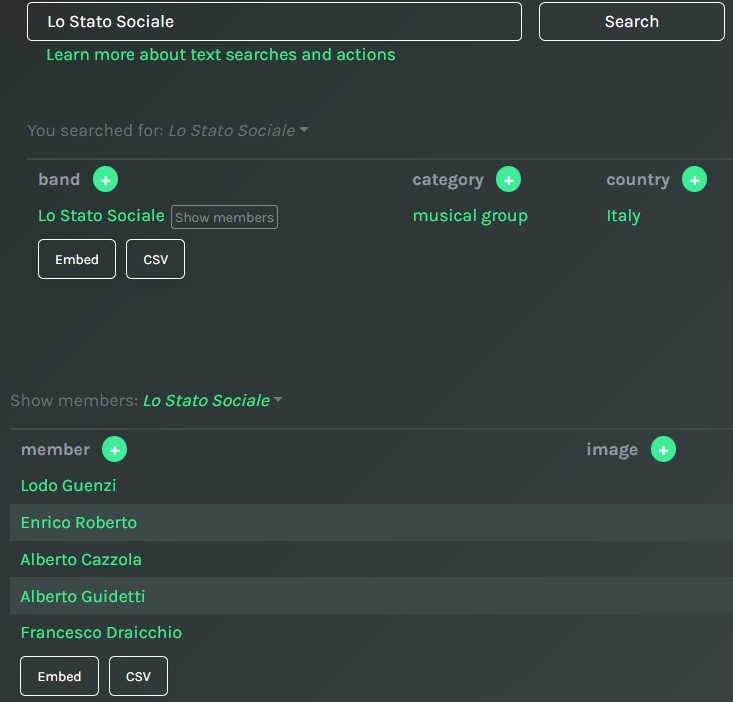 Lo Stato Sociale Search
Learn more about text searches and actions
You searched for: Lo Stato Sociale
band + category + country +
Lo Stato Sociale Show members musical group Italy
Embed CSV
Show members: Lo Stato Sociale
member + image +
Lodo Guenzi
Enrico Roberto
Alberto Cazzola
Alberto Guidetti
Francesco Draicchio
Embed CSV